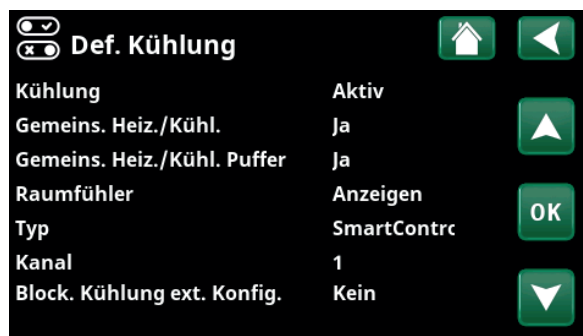 Def. Kühlung
Kühlung Aktiv
Gemeins. Heiz./Kühl. Ja
Gemeins. Heiz./Kühl. Puffer Ja
Raumfühler Anzeigen
Typ SmartContrc
Kanal 1
Block. Kühlung ext. Konfig. Kein
OK